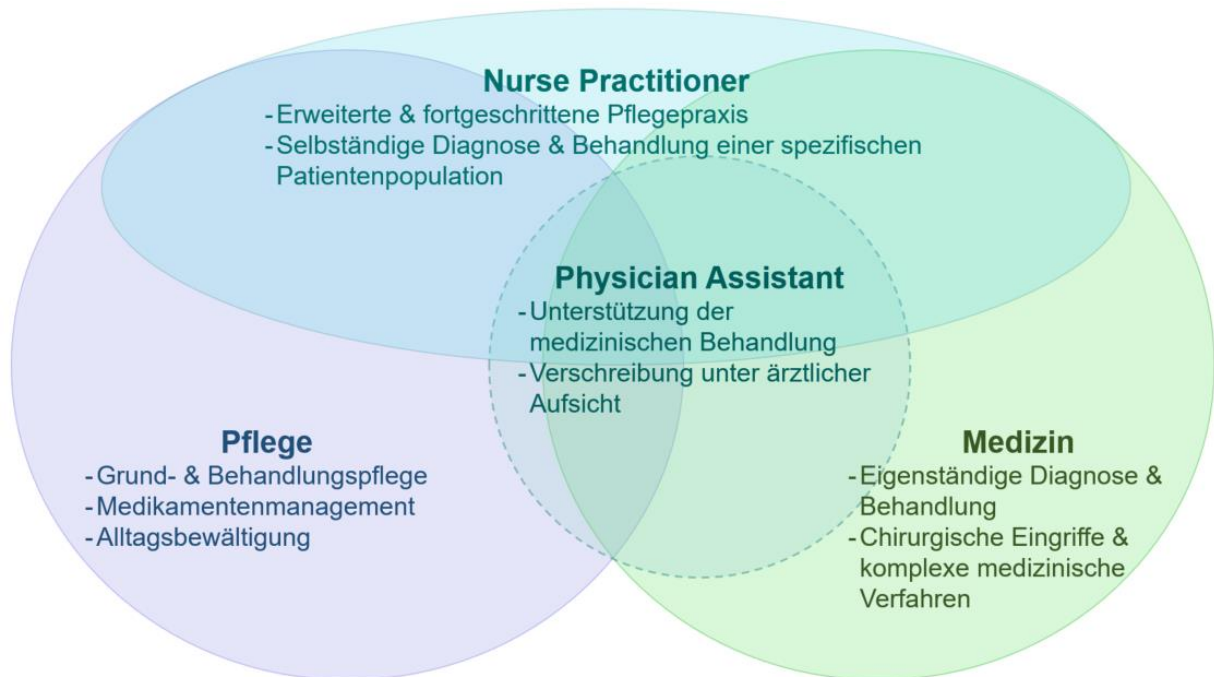 Nurse Practitioner
-Erweiterte & fortgeschrittene Pflegepraxis
-Selbständige Diagnose & Behandlung einer spezifischen
Patientenpopulation
Physician Assistant
-Unterstützung der
medizinischen Behandlung
-Verschreibung unter ärztlicher
Aufsicht
Pflege
-Grund- & Behandlungspflege
-Medikamentenmanagement
-Alltagsbewältigung
Medizin
-Eigenständige Diagnose &
Behandlung
-Chirurgische Eingriffe &
komplexe medizinische
Verfahren